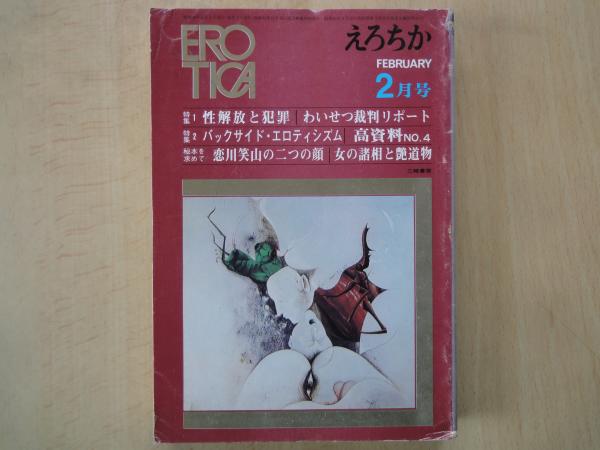 EROTICA
えろちか
FEBRUARY
2月号
特集1 性解放と犯罪 わいせつ裁判リポート
特集2 バックサイド・エロティシズム 高資料NO.4
秘本を求めて 恋川笑山の二つの顔 女の諸相と艶道物
三崎書房